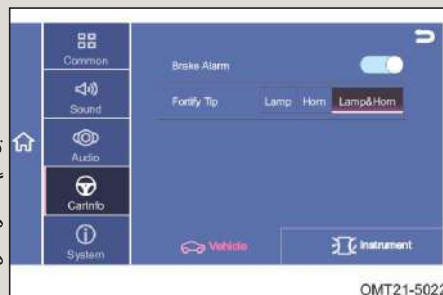 Common
Sound
Audio
CarInfo
System
Brake Alarm
Fortify Tip
Lamp
Horn
Lamp&Horn
Vehicle
Instrument
OMT21-5022